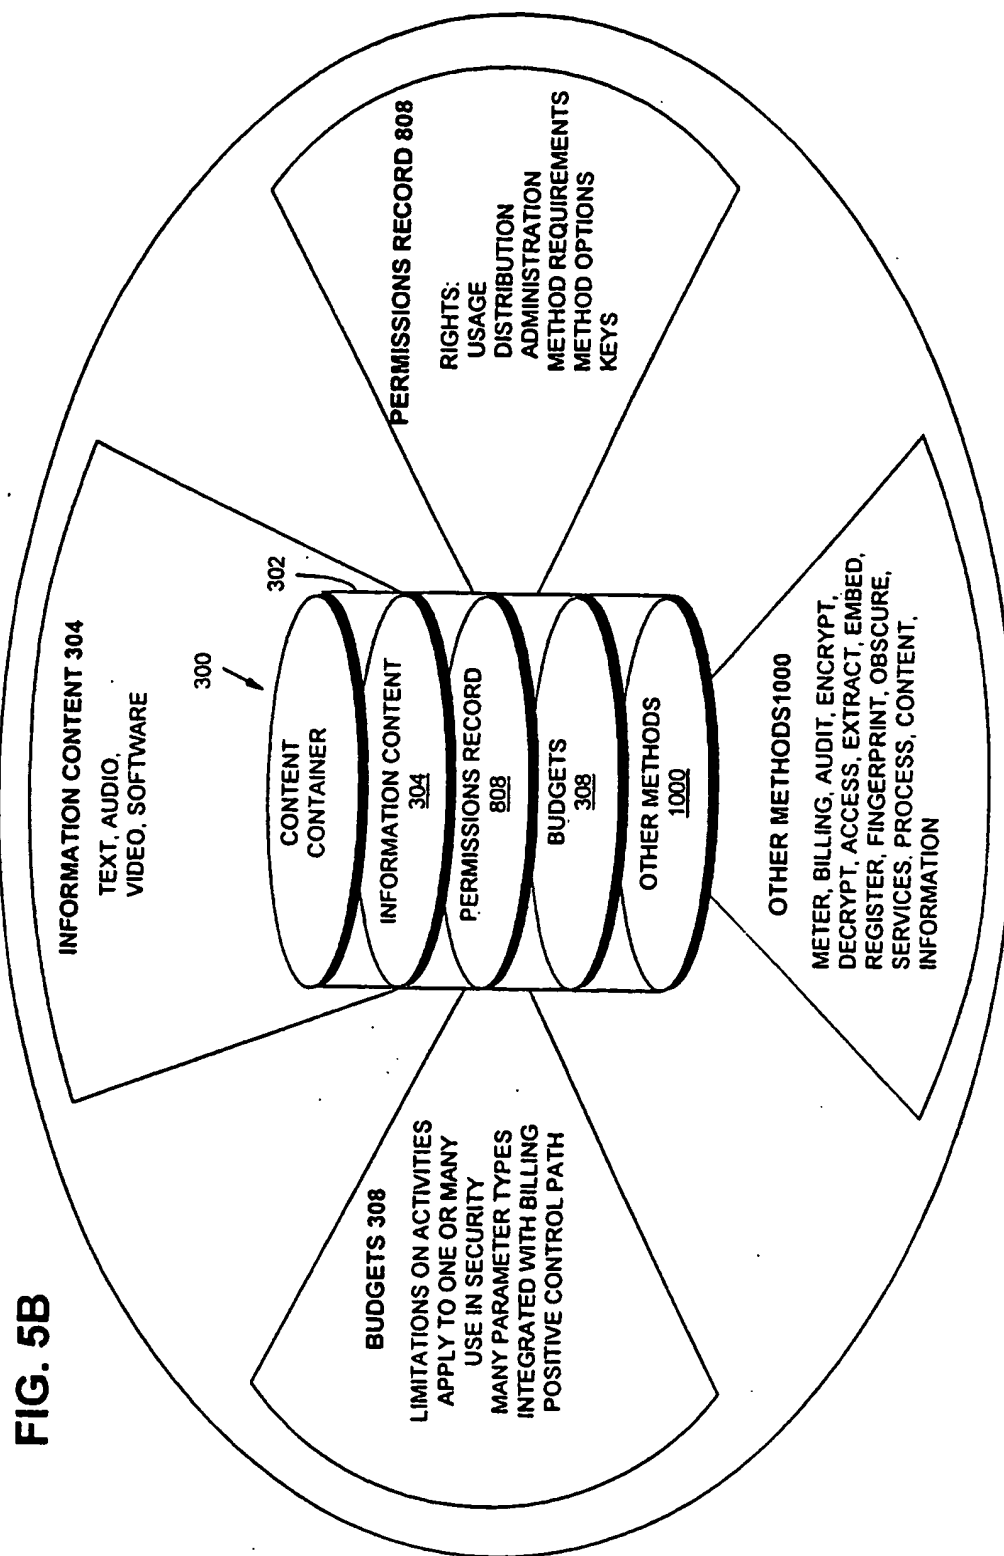 FIG. 5B
INFORMATION CONTENT 304
TEXT, AUDIO,
VIDEO, SOFTWARE
BUDGETS 308
LIMITATIONS ON ACTIVITIES
APPLY TO ONE OR MANY
USE IN SECURITY
MANY PARAMETER TYPES
INTEGRATED WITH BILLING
POSITIVE CONTROL PATH
300
302
CONTENT
CONTAINER
INFORMATION CONTENT
304
PERMISSIONS RECORD
808
BUDGETS
308
OTHER METHODS
1000
PERMISSIONS RECORD 808
RIGHTS:
USAGE
DISTRIBUTION
ADMINISTRATION
METHOD REQUIREMENTS
METHOD OPTIONS
KEYS
OTHER METHODS1000
METER, BILLING, AUDIT, ENCRYPT,
DECRYPT, ACCESS, EXTRACT, EMBED,
REGISTER, FINGERPRINT, OBSCURE,
SERVICES, PROCESS, CONTENT,
INFORMATION